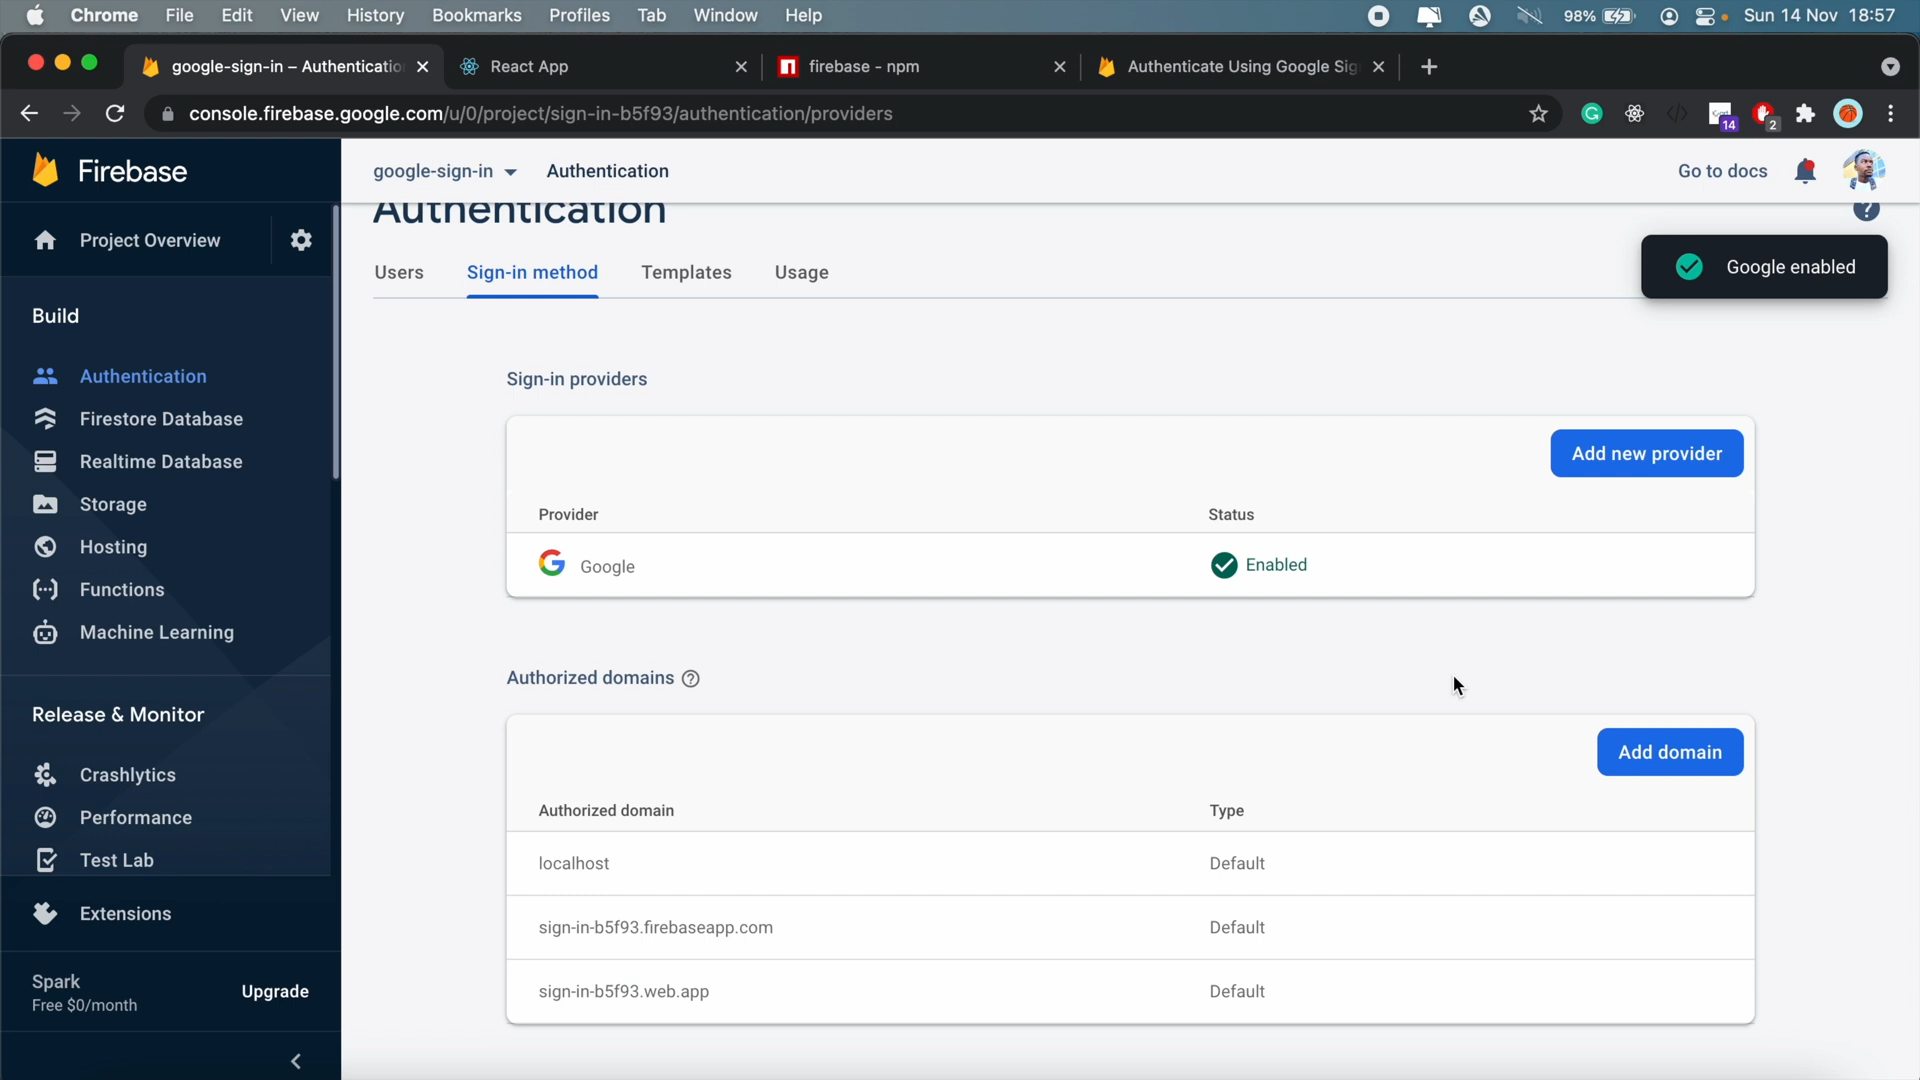 Chrome File Edit View History Bookmarks Profiles Tab Window Help 98% Sun 14 Nov 18:57
google-sign-in – Authenticatio React App firebase - npm Authenticate Using Google Sig
console.firebase.google.com/u/0/project/sign-in-b5f93/authentication/providers 14 2
Firebase google-sign-in Authentication Go to docs
Authentication
Project Overview
Users Sign-in method Templates Usage
Google enabled
Build
Authentication
Firestore Database
Realtime Database
Storage
Hosting
Functions
Machine Learning
Release & Monitor
Crashlytics
Performance
Test Lab
Extensions
Spark
Free $0/month
Upgrade
Sign-in providers
Add new provider
Provider Status
Google Enabled
Authorized domains
Add domain
Authorized domain Type
localhost Default
sign-in-b5f93.firebaseapp.com Default
sign-in-b5f93.web.app Default